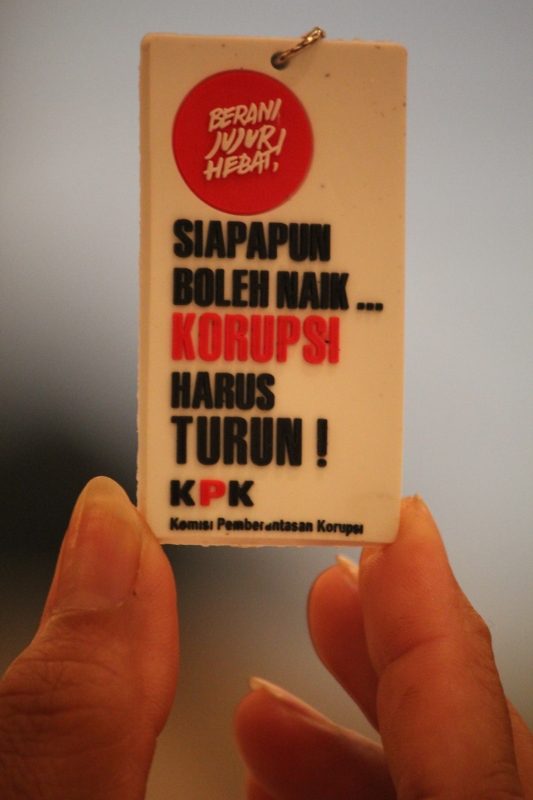 BERANI
JUJUR
HEBAT,
SIAPAPUN
BOLEH NAIK ...
KORUPSI
HARUS
TURUN !
KPK
Komisi Pemberantasan Korupsi